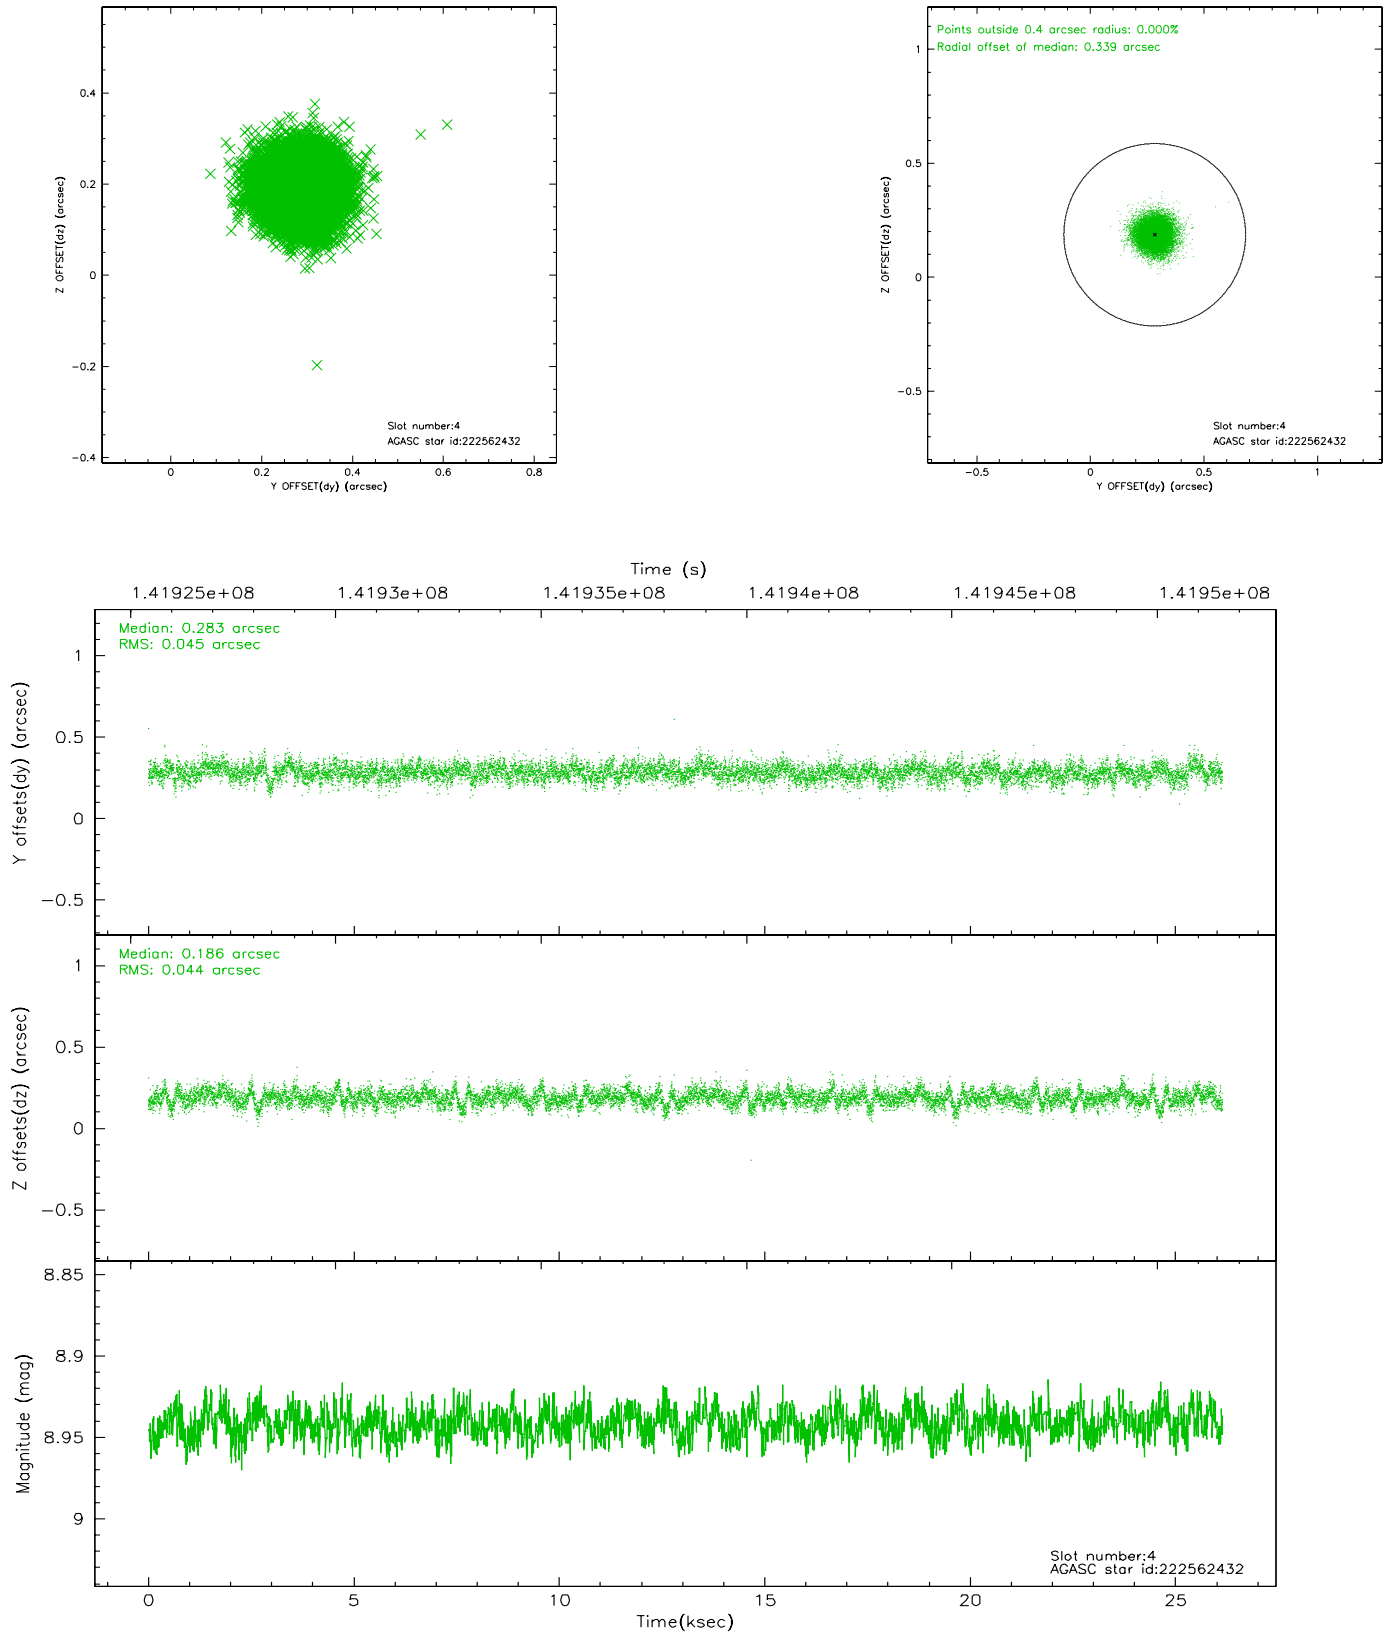 0.4
0.2
0
-0.2
-0.4
Z OFFSET(dz) (arcsec)
0
0.2
0.4
0.6
0.8
Y OFFSET(dy) (arcsec)
Slot number:4
AGASC star id:222562432
Points outside 0.4 arcsec radius: 0.000%
Radial offset of median: 0.339 arcsec
1
0.5
0
-0.5
Z OFFSET(dz) (arcsec)
-0.5
0
0.5
1
Y OFFSET(dy) (arcsec)
Slot number:4
AGASC star id:222562432
Time (s)
1.41925e+08
1.4193e+08
1.41935e+08
1.4194e+08
1.41945e+08
1.4195e+08
Median: 0.283 arcsec
RMS: 0.045 arcsec
1
0.5
0
-0.5
Y offsets(dy) (arcsec)
Median: 0.186 arcsec
RMS: 0.044 arcsec
1
0.5
0
-0.5
Z offsets(dz) (arcsec)
8.85
8.9
8.95
9
Magnitude (mag)
Slot number:4
AGASC star id:222562432
0
5
10
15
20
25
Time(ksec)